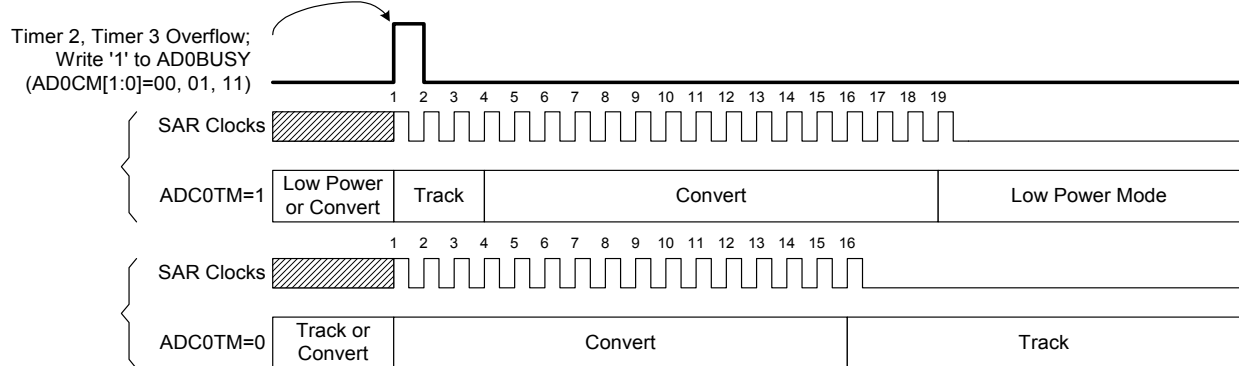 Timer 2, Timer 3 Overflow;
Write '1' to AD0BUSY
(AD0CM[1:0]=00, 01, 11)
1 2 3 4 5 6 7 8 9 10 11 12 13 14 15 16 17 18 19
SAR Clocks
ADC0TM=1
Low Power
or Convert
Track
Convert
Low Power Mode
1 2 3 4 5 6 7 8 9 10 11 12 13 14 15 16
SAR Clocks
ADC0TM=0
Track or
Convert
Convert
Track